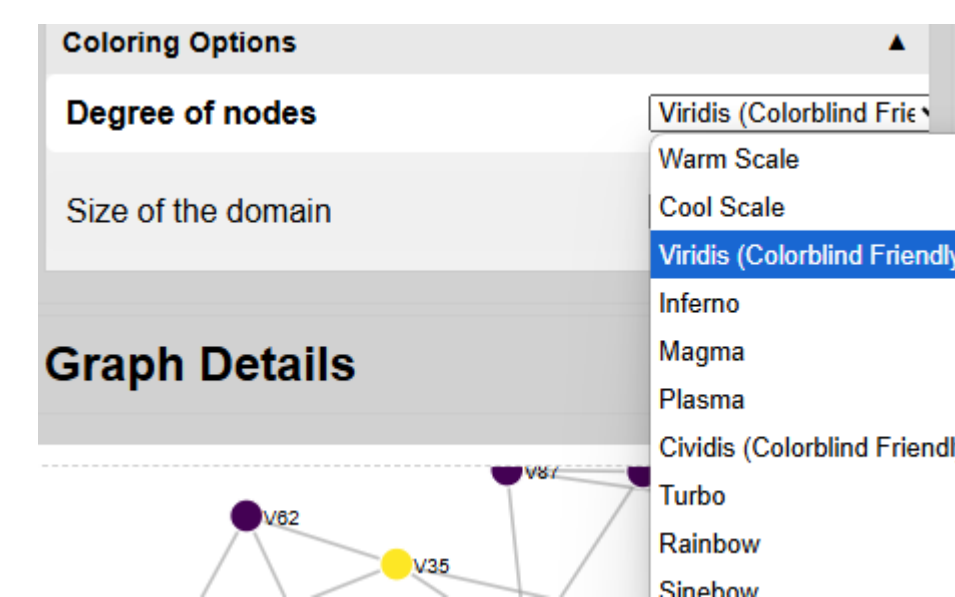 Coloring Options ▲
Degree of nodes
Viridis (Colorblind Frie
Warm Scale
Size of the domain
Cool Scale
Viridis (Colorblind Friendly
Inferno
Graph Details
Magma
Plasma
Cividis (Colorblind Friendl
V87
Turbo
V62
Rainbow
V35
Sinebow